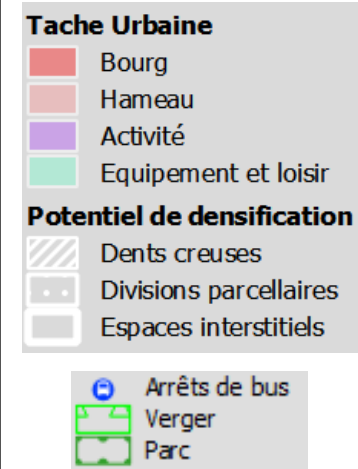 Tache Urbaine
Bourg
Hameau
Activité
Equipement et loisir
Potentiel de densification
Dents creuses
Divisions parcellaires
Espaces interstitiels
Arrêts de bus
Verger
Parc